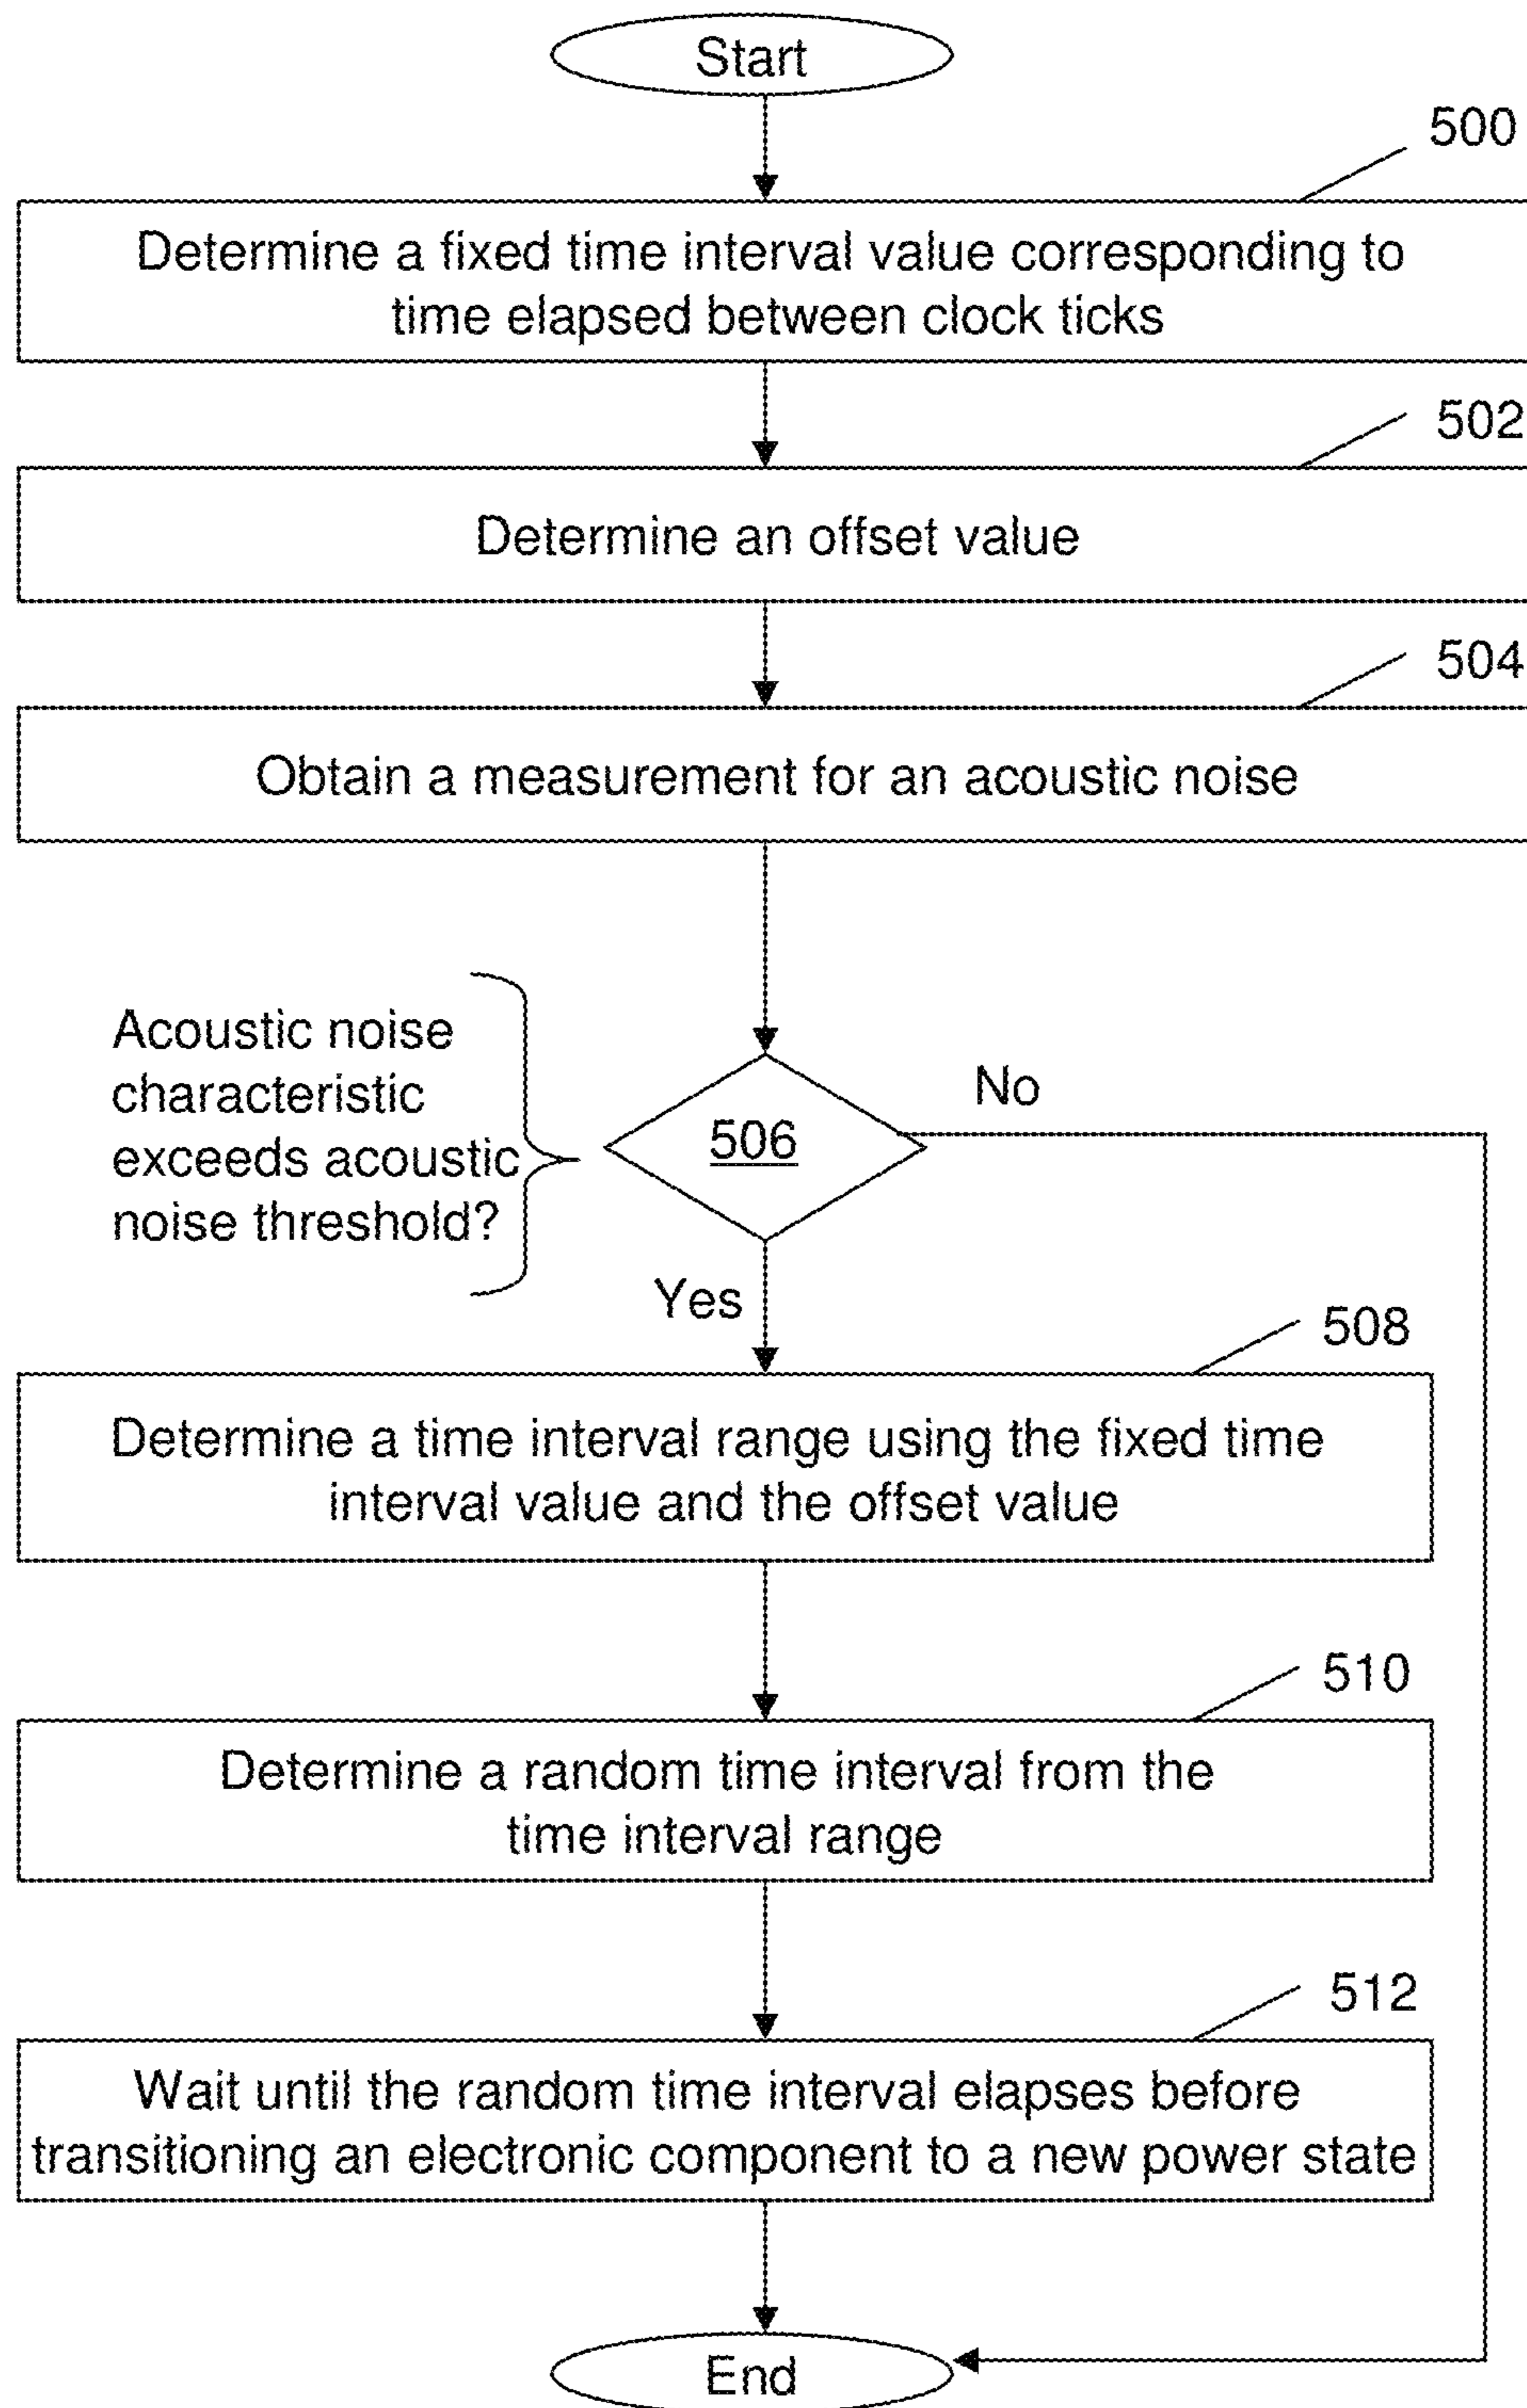 Start
500
Determine a fixed time interval value corresponding to
time elapsed between clock ticks
502
Determine an offset value
504
Obtain a measurement for an acoustic noise
Acoustic noise
characteristic
exceeds acoustic
noise threshold?
506
No
Yes
508
Determine a time interval range using the fixed time
interval value and the offset value
510
Determine a random time interval from the
time interval range
512
Wait until the random time interval elapses before
transitioning an electronic component to a new power state
End